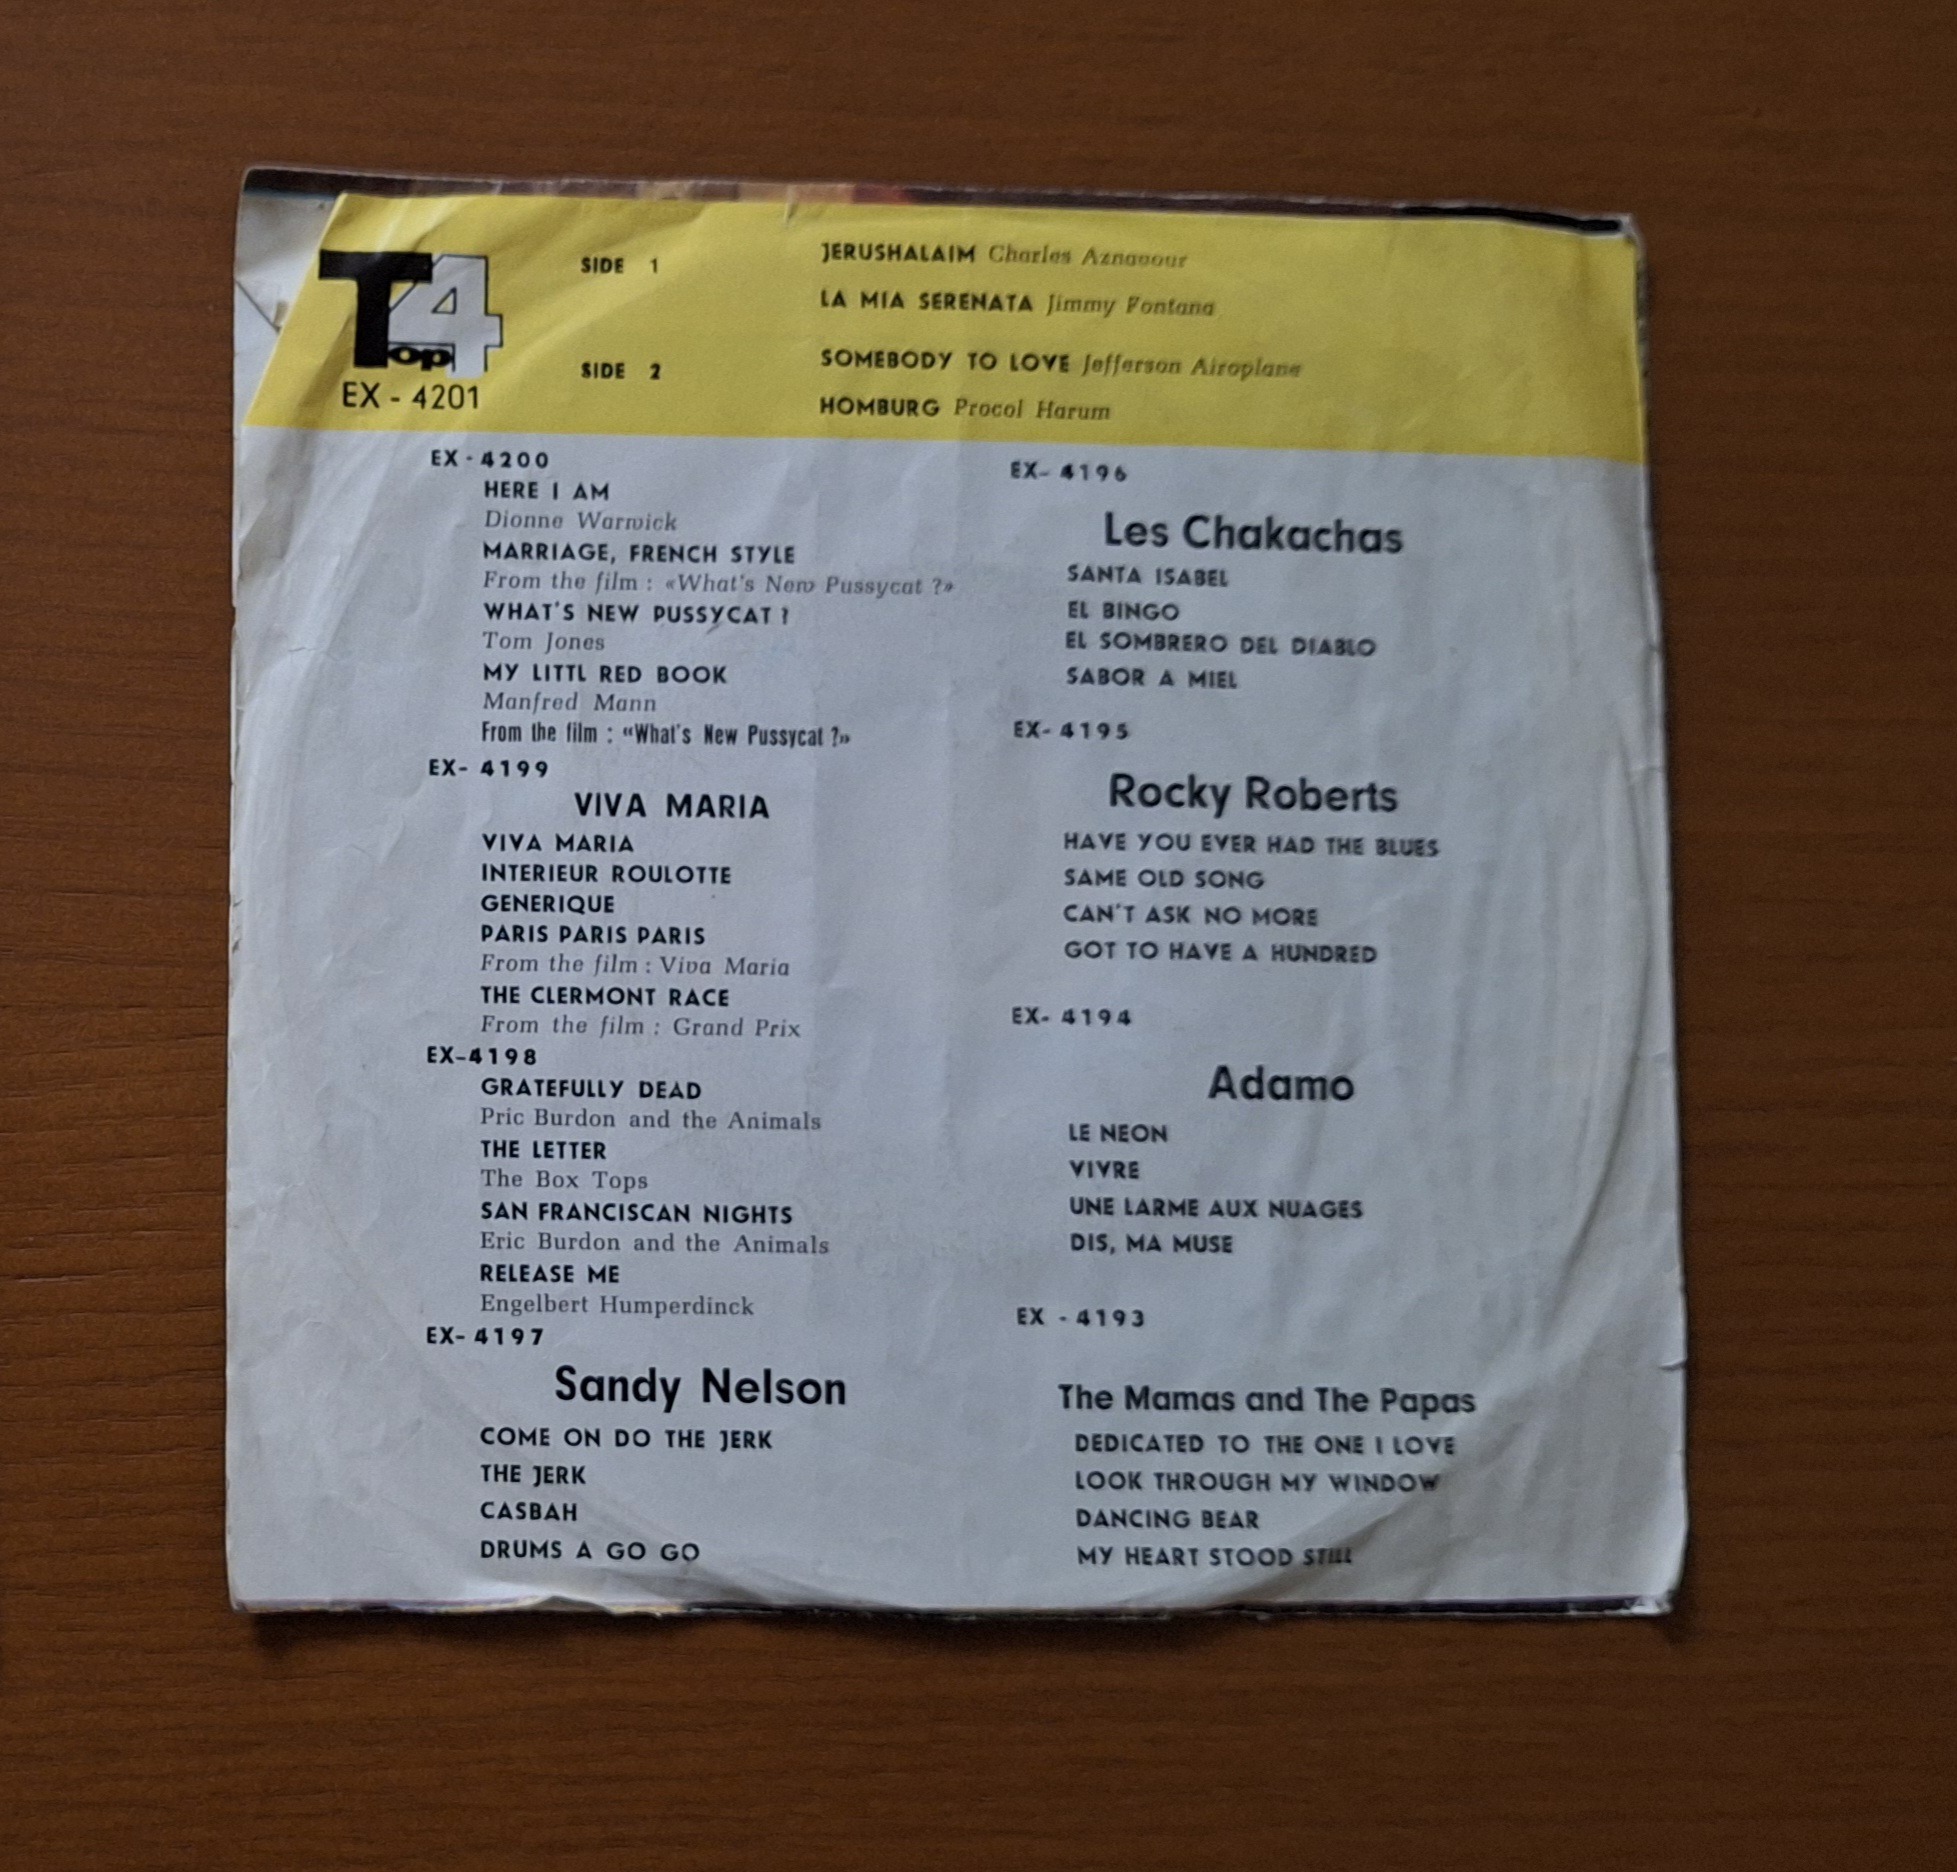 Top 4
EX - 4201
SIDE 1
JERUSHALAIM Charles Aznavour
LA MIA SERENATA Jimmy Fontana
SIDE 2
SOMEBODY TO LOVE Jefferson Airoplane
HOMBURG Procol Harum
EX - 4200
HERE I AM
Dionne Warwick
MARRIAGE, FRENCH STYLE
From the film : «What's New Pussycat ?»
WHAT'S NEW PUSSYCAT ?
Tom Jones
MY LITTL RED BOOK
Manfred Mann
From the film : “What's New Pussycat ?»
EX- 4199
VIVA MARIA
VIVA MARIA
INTERIEUR ROULOTTE
GENERIQUE
PARIS PARIS PARIS
From the film : Viva Maria
THE CLERMONT RACE
From the film : Grand Prix
EX-4198
GRATEFULLY DEAD
Pric Burdon and the Animals
THE LETTER
The Box Tops
SAN FRANCISCAN NIGHTS
Eric Burdon and the Animals
RELEASE ME
Engelbert Humperdinck
EX- 4197
Sandy Nelson
COME ON DO THE JERK
THE JERK
CASBAH
DRUMS A GO GO
EX- 4196
Les Chakachas
SANTA ISABEL
EL BINGO
EL SOMBRERO DEL DIABLO
SABOR A MIEL
EX- 4195
Rocky Roberts
HAVE YOU EVER HAD THE BLUES
SAME OLD SONG
CAN'T ASK NO MORE
GOT TO HAVE A HUNDRED
EX- 4194
Adamo
LE NEON
VIVRE
UNE LARME AUX NUAGES
DIS, MA MUSE
EX - 4193
The Mamas and The Papas
DEDICATED TO THE ONE I LOVE
LOOK THROUGH MY WINDOW
DANCING BEAR
MY HEART STOOD STILL